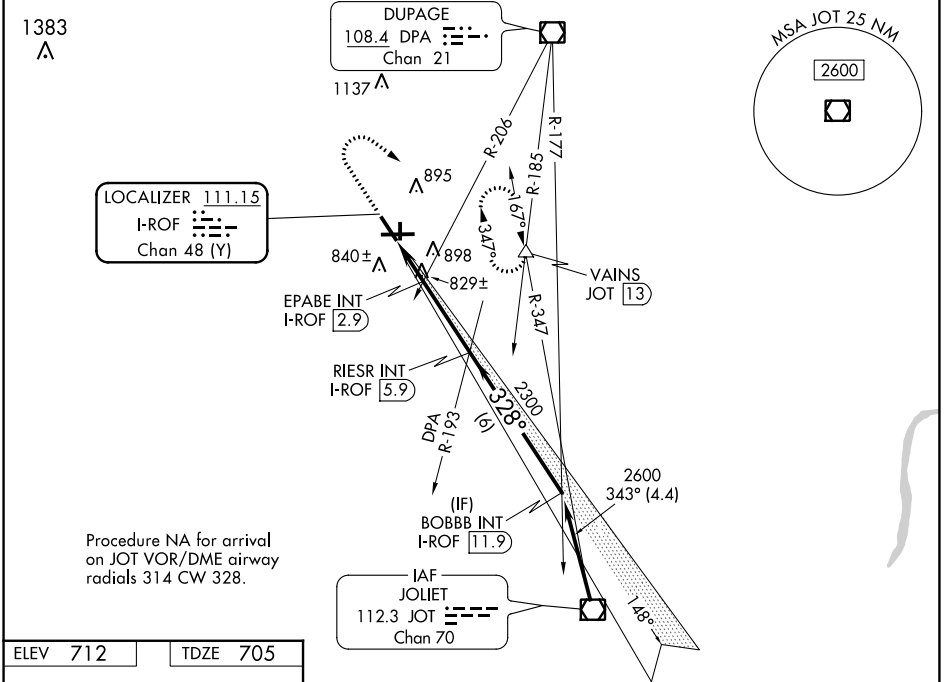 1383
DUPAGE
108.4 DPA
Chan 21
1137
MSA JOT 25 NM
2600
R-206
R-185
R-177
895
LOCALIZER 111.15
I-ROF
Chan 48 (Y)
167°
347°
840±
898
829±
VAINS
JOT 13
EPABE INT
I-ROF 2.9
R-347
RIESR INT
I-ROF 5.9
2300
328°
(6)
DPA
R-193
2600
343° (4.4)
(IF)
BOBBB INT
I-ROF 11.9
Procedure NA for arrival
on JOT VOR/DME airway
radials 314 CW 328.
IAF
JOLIET
112.3 JOT
Chan 70
148°
ELEV 712
TDZE 705